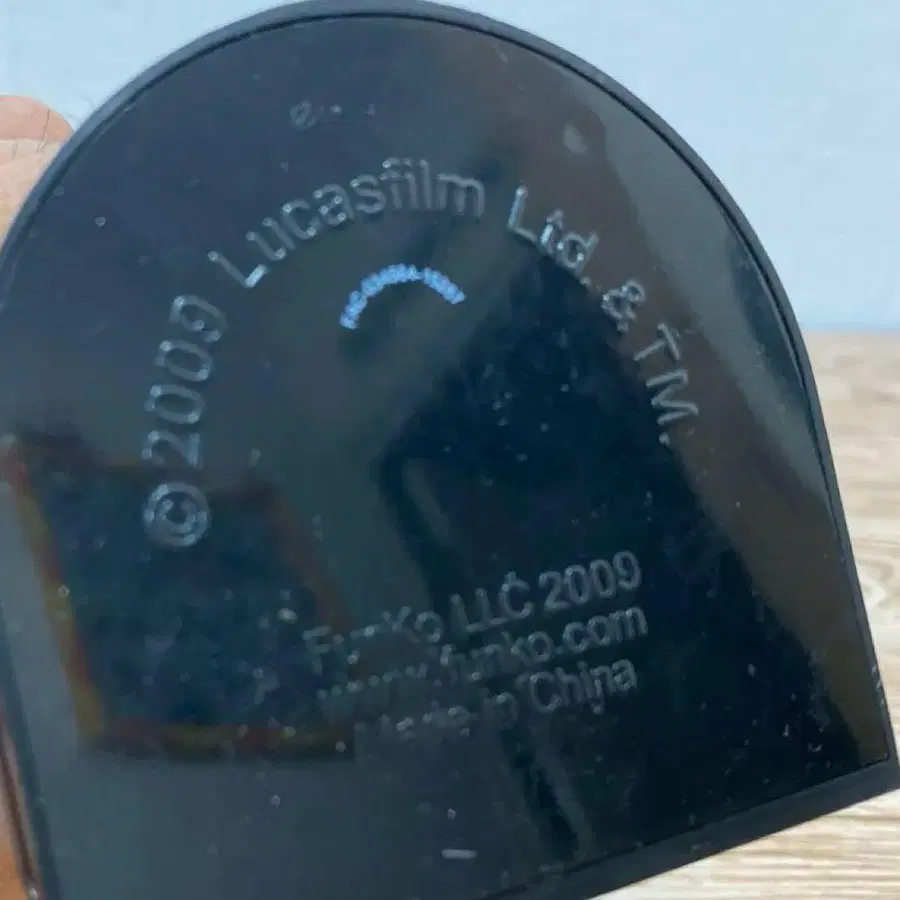 ©2009 Lucasfilm Ltd. & TM.
FunKo LLC 2009
www.funko.com
Made in China